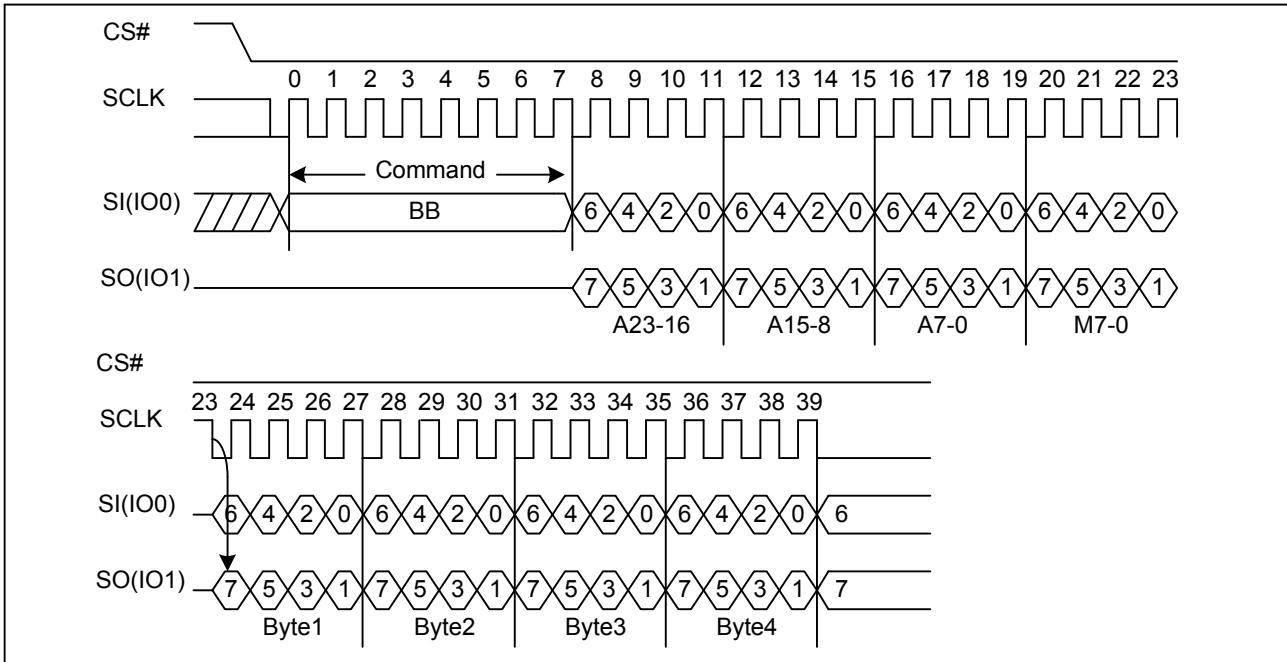 CS#
0 1 2 3 4 5 6 7 8 9 10 11 12 13 14 15 16 17 18 19 20 21 22 23
SCLK
Command
SI(IO0) BB 6 4 2 0 6 4 2 0 6 4 2 0 6 4 2 0
SO(IO1) 7 5 3 1 7 5 3 1 7 5 3 1 7 5 3 1
A23-16 A15-8 A7-0 M7-0
CS#
23 24 25 26 27 28 29 30 31 32 33 34 35 36 37 38 39
SCLK
SI(IO0) 6 4 2 0 6 4 2 0 6 4 2 0 6 4 2 0 6
SO(IO1) 7 5 3 1 7 5 3 1 7 5 3 1 7 5 3 1 7
Byte1 Byte2 Byte3 Byte4